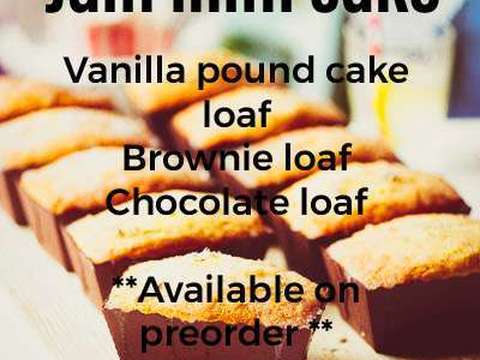 Vanilla pound cake
loaf
Brownie loaf
Chocolate loaf
**Available on
preorder **